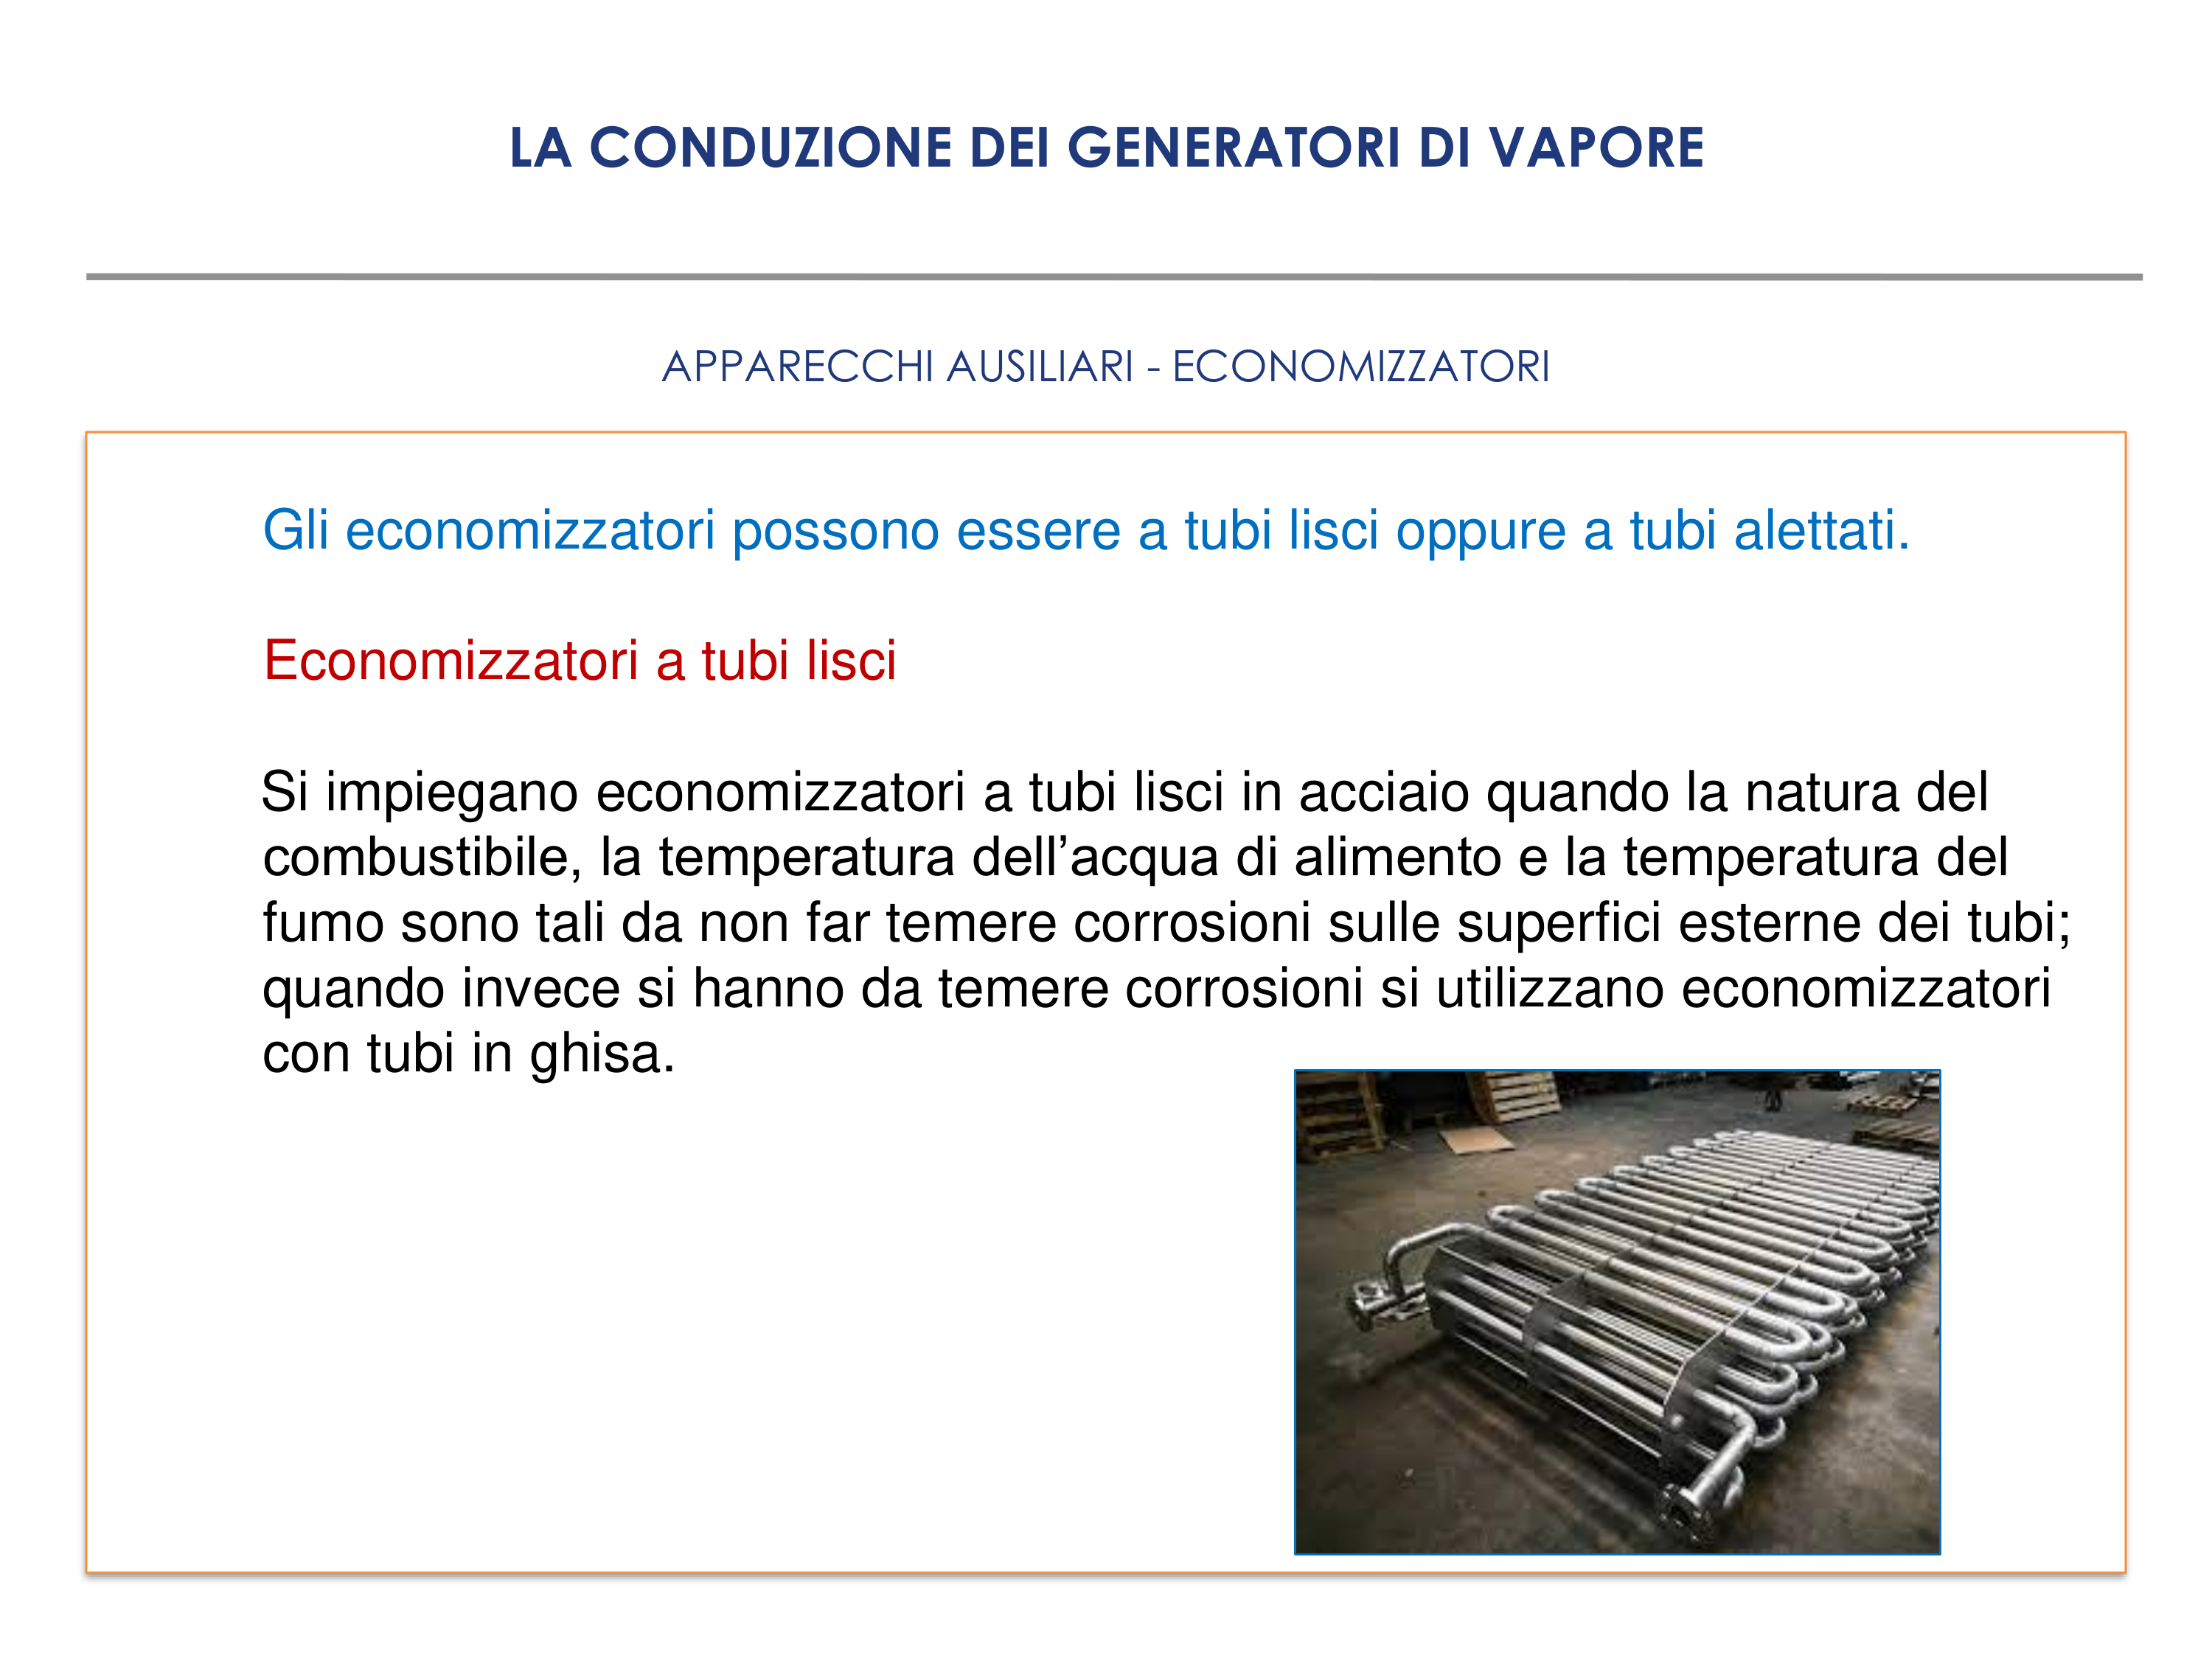 LA CONDUZIONE DEI GENERATORI DI VAPORE
APPARECCHI AUSILIARI - ECONOMIZZATORI
Gli economizzatori possono essere a tubi lisci oppure a tubi alettati.
Economizzatori a tubi lisci
Si impiegano economizzatori a tubi lisci in acciaio quando la natura del
combustibile, la temperatura dell’acqua di alimento e la temperatura del
fumo sono tali da non far temere corrosioni sulle superfici esterne dei tubi;
quando invece si hanno da temere corrosioni si utilizzano economizzatori
con tubi in ghisa.